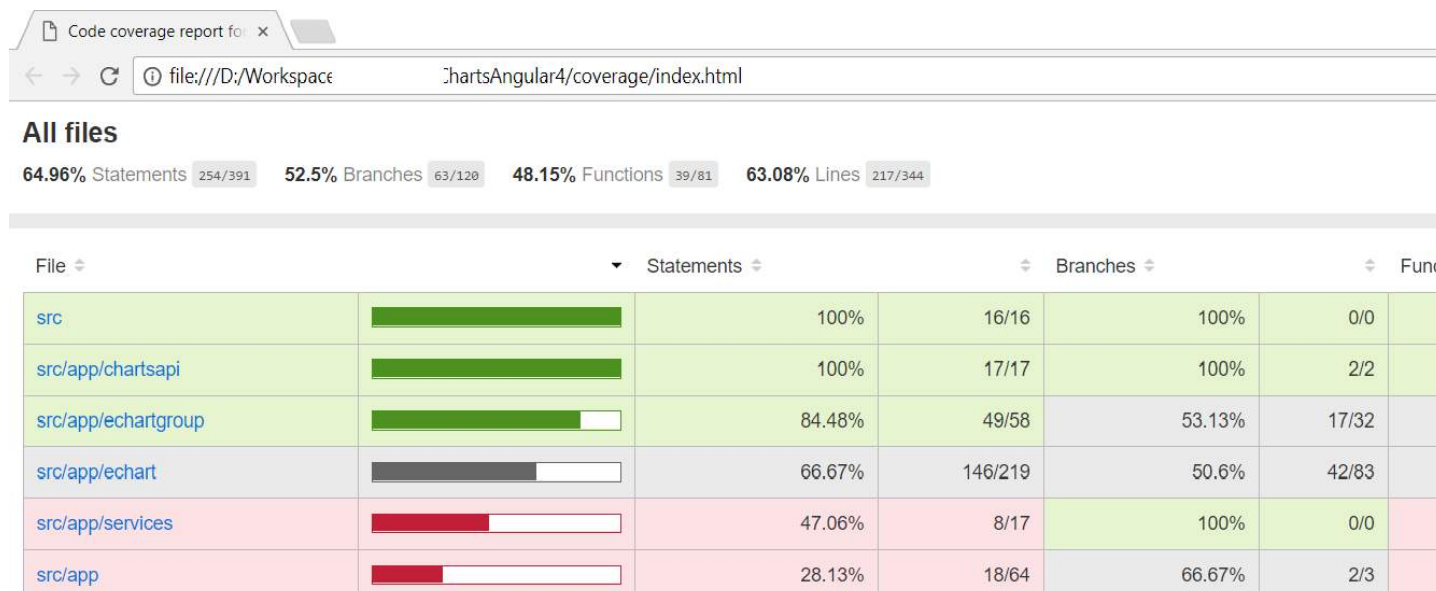 Code coverage report for
file:///D:/Workspace hartsAngular4/coverage/index.html
All files
64.96% Statements 254/391 52.5% Branches 63/120 48.15% Functions 39/81 63.08% Lines 217/344
File Statements Branches
src 100% 16/16 100% 0/0
src/app/chartsapi 100% 17/17 100% 2/2
src/app/echartgroup 84.48% 49/58 53.13% 17/32
src/app/echart 66.67% 146/219 50.6% 42/83
src/app/services 47.06% 8/17 100% 0/0
src/app 28.13% 18/64 66.67% 2/3